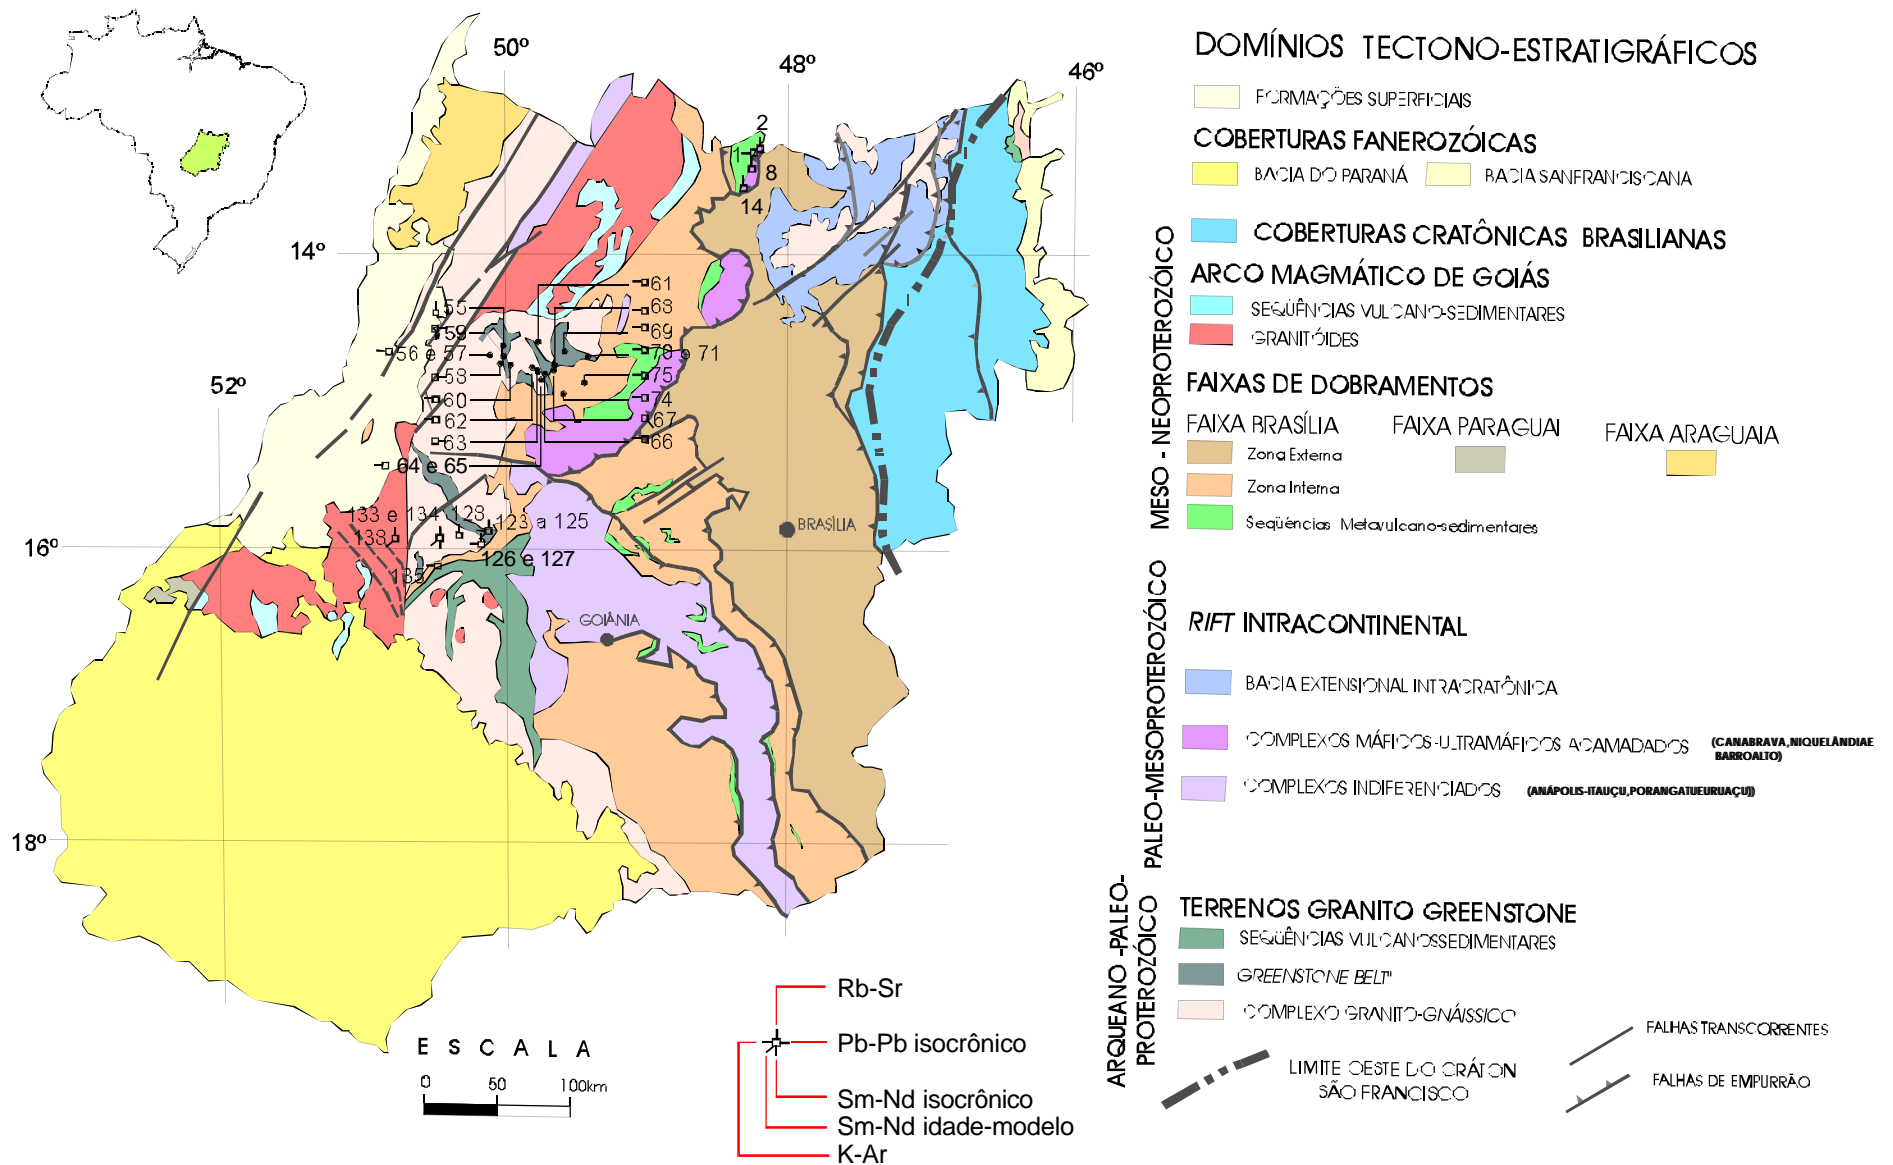 50º
48º
46º
2
1
8
14
14º
61
55
68
59
69
56 e 57
70 e 71
58
75
52º
60
74
62
67
63
66
64 e 65
133 e 134
128
123 a 125
138
BRASÍLIA
16º
126 e 127
135
GOIÂNIA
18º
E S C A L A
0 50 100km
Rb-Sr
Pb-Pb isocrônico
Sm-Nd isocrônico
Sm-Nd idade-modelo
K-Ar
DOMÍNIOS TECTONO-ESTRATIGRÁFICOS
FORMAÇÕES SUPERFICIAIS
COBERTURAS FANEROZÓICAS
BACIA DO PARANÁ
BACIA SANFRANCISCANA
MESO - NEOPROTEROZÓICO
COBERTURAS CRATÔNICAS BRASILIANAS
ARCO MAGMÁTICO DE GOIÁS
SEQÜÊNCIAS VULCANO-SEDIMENTARES
GRANITÓIDES
FAIXAS DE DOBRAMENTOS
FAIXA BRASÍLIA
FAIXA PARAGUAI
FAIXA ARAGUAIA
Zona Externa
Zona Interna
Seqüências Metavulcano-sedimentares
PALEO-MESOPROTEROZÓICO
RIFT INTRACONTINENTAL
BACIA EXTENSIONAL INTRACRATÔNICA
COMPLEXOS MÁFICOS-ULTRAMÁFICOS ACAMADADOS
(CANABRAVA,NIQUELÂNDIAE
BARROALTO)
COMPLEXOS INDIFERENCIADOS
(ANÁPOLIS-ITAUÇU,PORANGATUEURUAÇU))
ARQUEANO -PALEO-
PROTEROZÓICO
TERRENOS GRANITO GREENSTONE
SEQÜÊNCIAS VULCANOSSEDIMENTARES
GREENSTONE BELT"
COMPLEXO GRANITO-GNÁISSICO
LIMITE OESTE DO CRÁTON
SÃO FRANCISCO
FALHAS TRANSCORRENTES
FALHAS DE EMPURRÃO